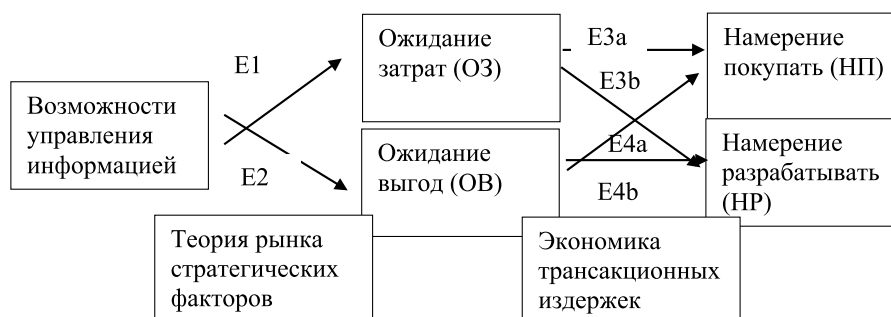 Возможности
управления
информацией
E1
E2
Ожидание
затрат (ОЗ)
Ожидание
выгод (ОВ)
E3a
E3b
E4a
E4b
Намерение
покупать (НП)
Намерение
разрабатывать
(НР)
Теория рынка
стратегических
факторов
Экономика
трансакционных
издержек